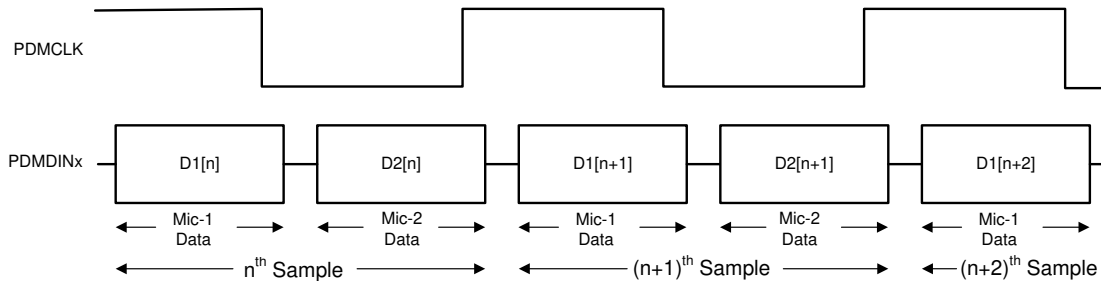 PDMCLK
PDMDINx
D1[n]
D2[n]
D1[n+1]
D2[n+1]
D1[n+2]
Mic-1
Data
Mic-2
Data
Mic-1
Data
Mic-2
Data
Mic-1
Data
nth Sample
(n+1)th Sample
(n+2)th Sample